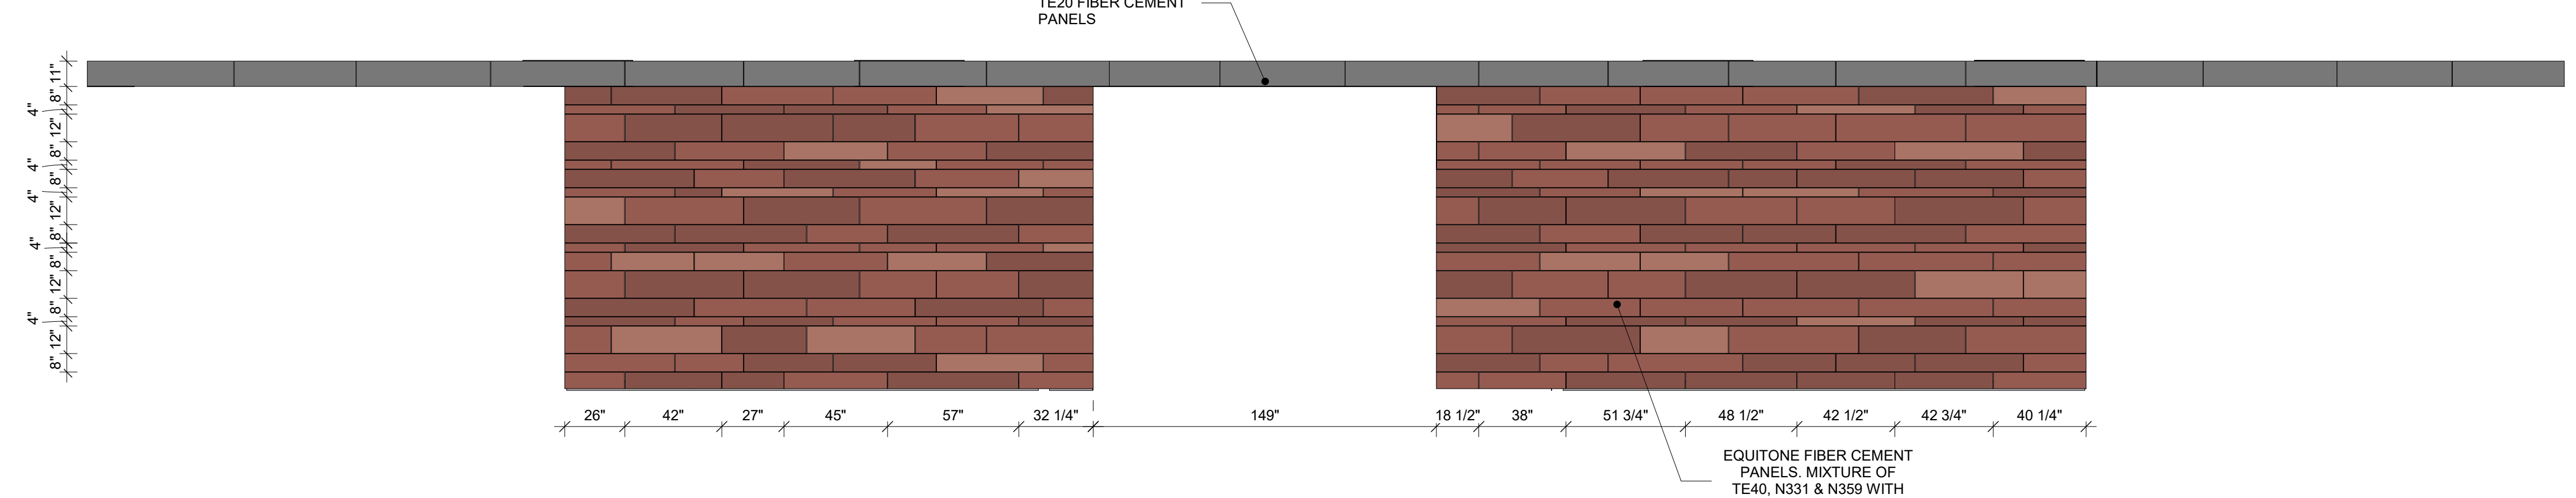 TE20 FIBER CEMENT
PANELS
11"
8"
4"
12"
8"
4"
8"
4"
12"
8"
4"
8"
12"
8"
4"
12"
8"
26" 42" 27" 45" 57" 32 1/4" 149" 18 1/2" 38" 51 3/4" 48 1/2" 42 1/2" 42 3/4" 40 1/4"
EQUITONE FIBER CEMENT
PANELS. MIXTURE OF
TE40, N331 & N359 WITH